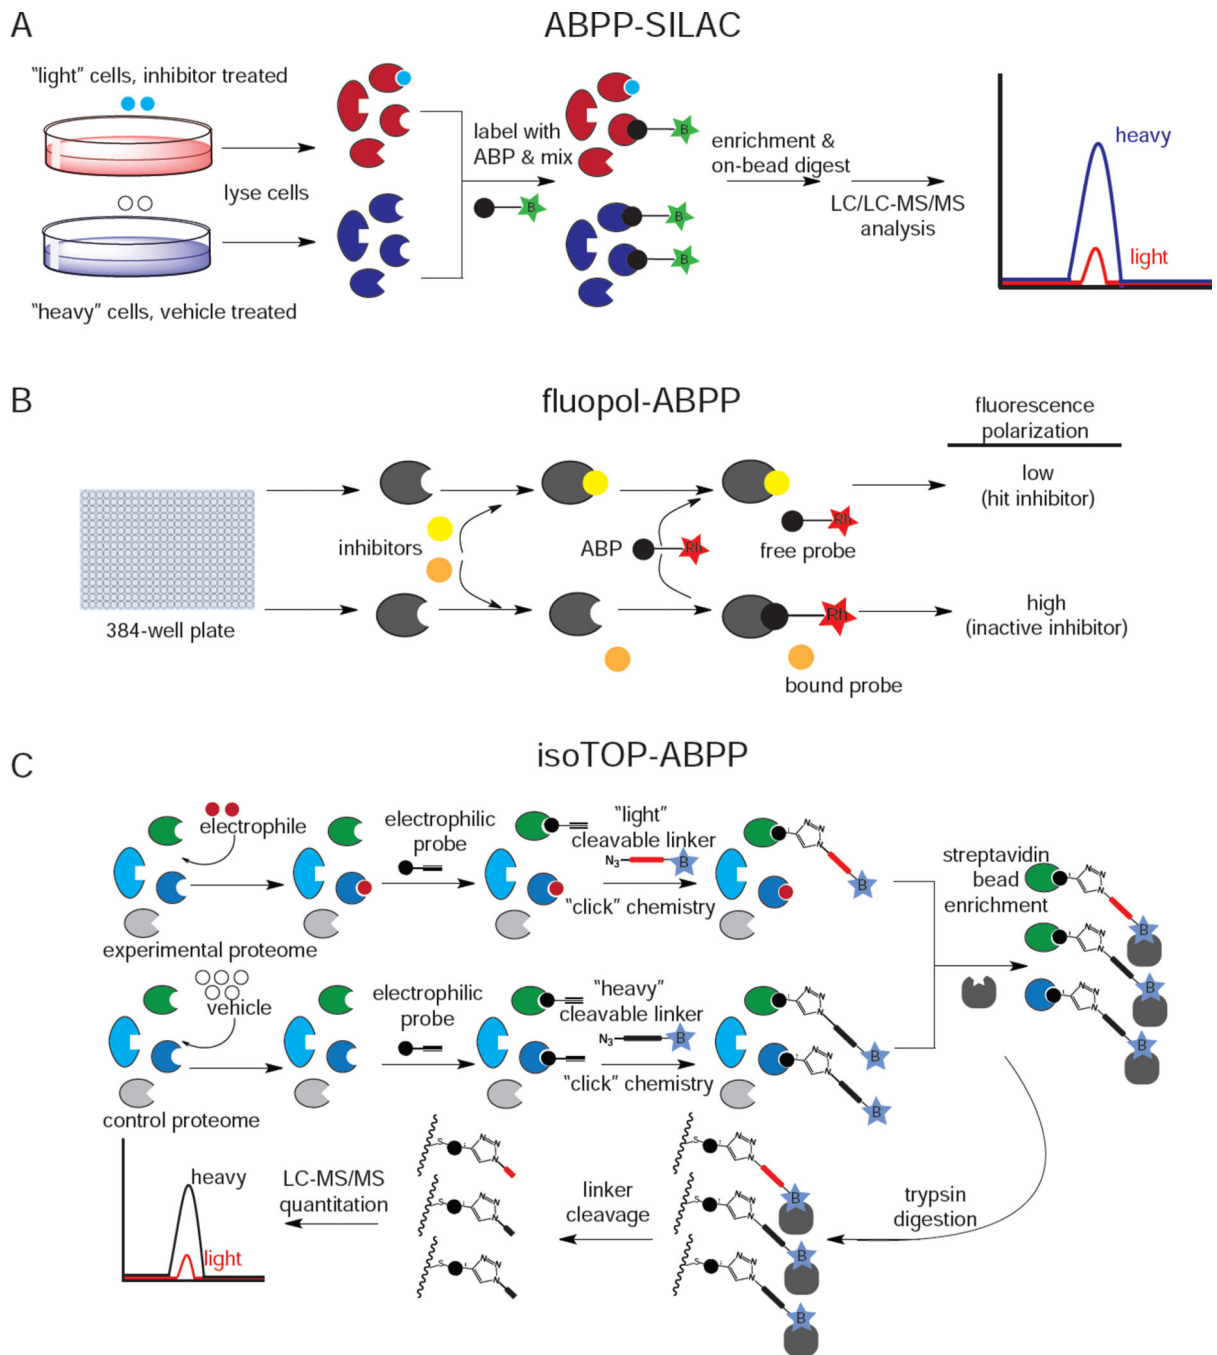 A
ABPP-SILAC
"light" cells, inhibitor treated
lyse cells
"heavy" cells, vehicle treated
label with
ABP & mix
B
B
B
B
enrichment &
on-bead digest
LC/LC-MS/MS
analysis
heavy
light
B
fluopol-ABPP
fluorescence
polarization
384-well plate
inhibitors
ABP
Rh
Rh
free probe
low
(hit inhibitor)
Rh
bound probe
high
(inactive inhibitor)
C
isoTOP-ABPP
electrophile
experimental proteome
electrophilic
probe
"light"
cleavable linker
N3
B
"click" chemistry
N
N
N
B
vehicle
control proteome
electrophilic
probe
"heavy"
cleavable linker
N3
B
"click" chemistry
N
N
N
B
N
N
N
B
streptavidin
bead
enrichment
N
N
N
B
N
N
N
B
N
N
N
B
trypsin
digestion
S
N
N
N
B
S
N
N
N
B
S
N
N
N
B
linker
cleavage
S
N
N
N
S
N
N
N
S
N
N
N
LC-MS/MS
quantitation
heavy
light